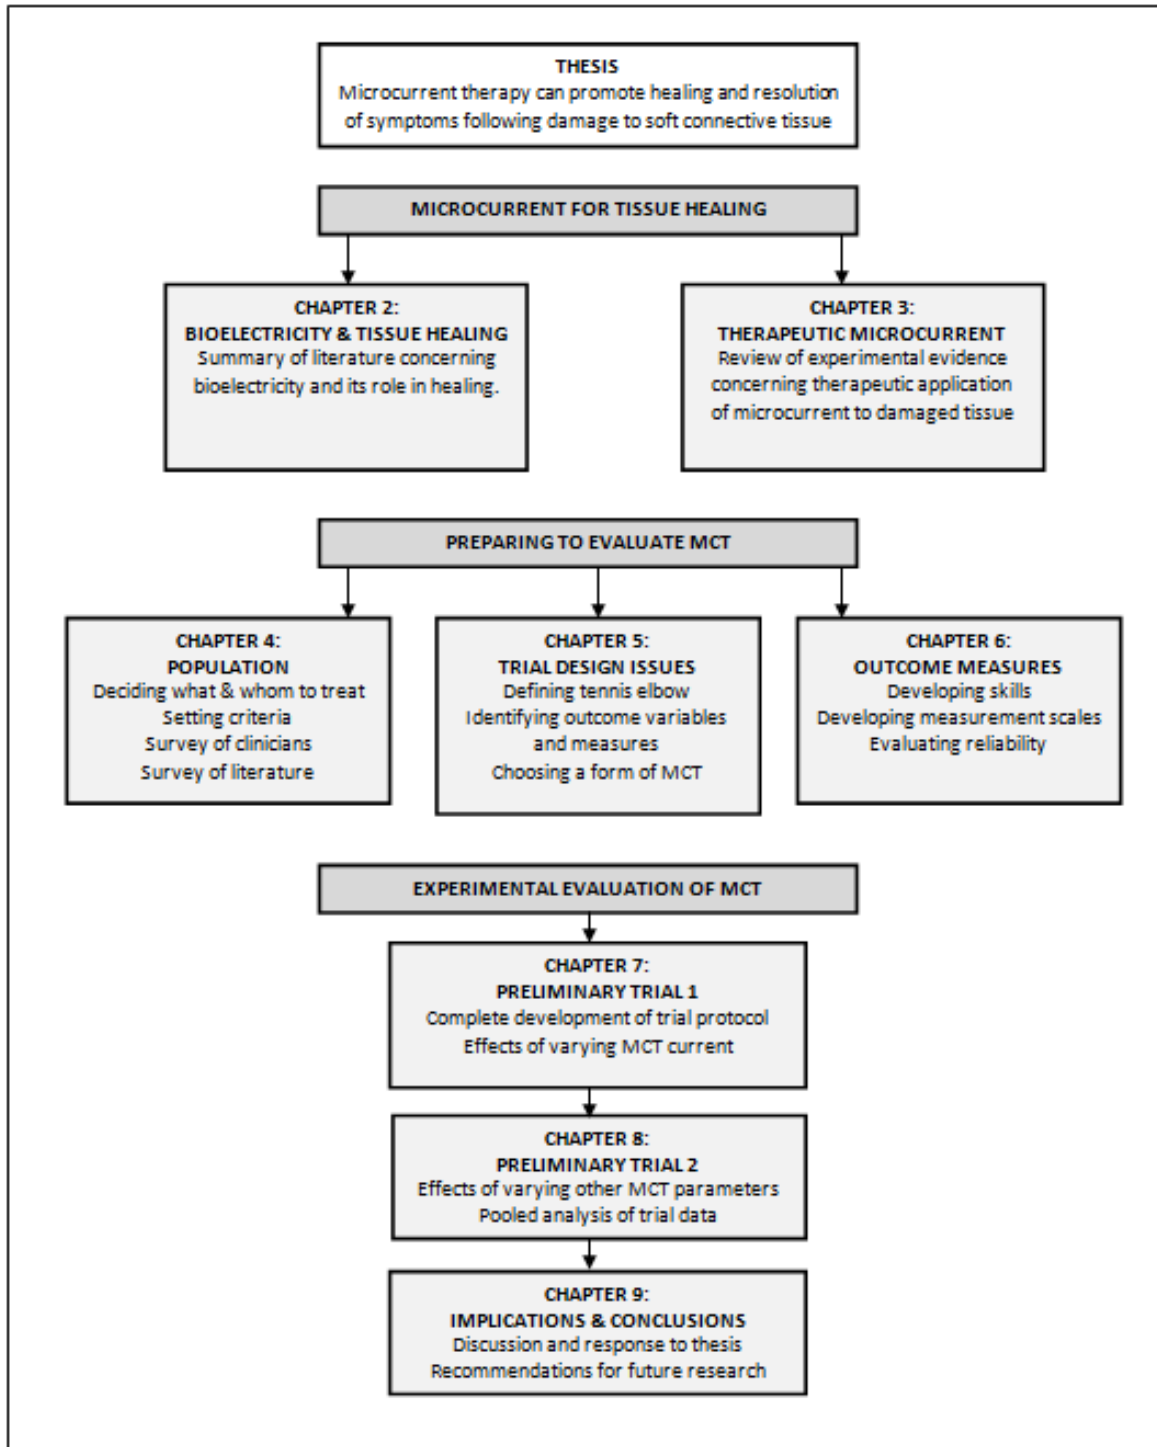 THESIS
Microcurrent therapy can promote healing and resolution
of symptoms following damage to soft connective tissue
MICROCURRENT FOR TISSUE HEALING
CHAPTER 2:
BIOELECTRICITY & TISSUE HEALING
Summary of literature concerning
bioelectricity and its role in healing.
CHAPTER 3:
THERAPEUTIC MICROCURRENT
Review of experimental evidence
concerning therapeutic application
of microcurrent to damaged tissue
PREPARING TO EVALUATE MCT
CHAPTER 4:
POPULATION
Deciding what & whom to treat
Setting criteria
Survey of clinicians
Survey of literature
CHAPTER 5:
TRIAL DESIGN ISSUES
Defining tennis elbow
Identifying outcome variables
and measures
Choosing a form of MCT
CHAPTER 6:
OUTCOME MEASURES
Developing skills
Developing measurement scales
Evaluating reliability
EXPERIMENTAL EVALUATION OF MCT
CHAPTER 7:
PRELIMINARY TRIAL 1
Complete development of trial protocol
Effects of varying MCT current
CHAPTER 8:
PRELIMINARY TRIAL 2
Effects of varying other MCT parameters
Pooled analysis of trial data
CHAPTER 9:
IMPLICATIONS & CONCLUSIONS
Discussion and response to thesis
Recommendations for future research